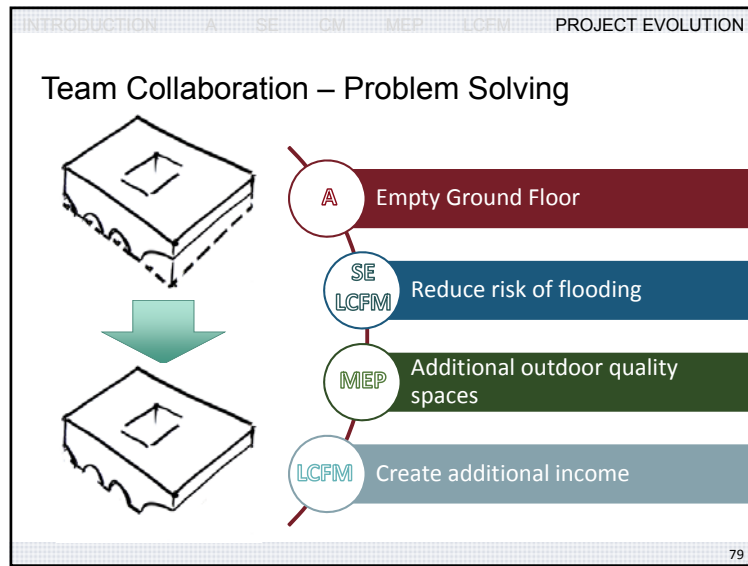 INTRODUCTION A SE CM MEP LCFM PROJECT EVOLUTION
Team Collaboration – Problem Solving
A Empty Ground Floor
SE
LCFM
Reduce risk of flooding
MEP
Additional outdoor quality
spaces
LCFM Create additional income
79